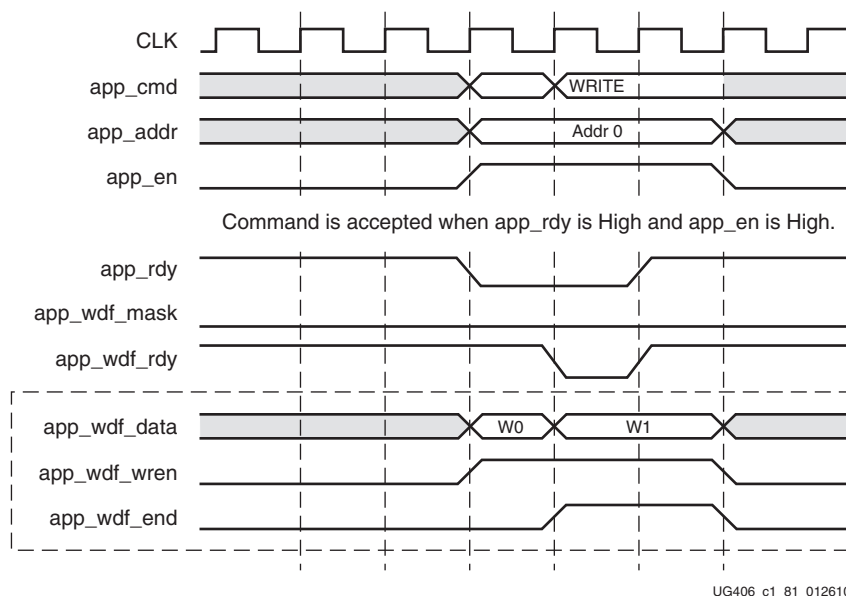 CLK
app_cmd
WRITE
app_addr
Addr 0
app_en
Command is accepted when app_rdy is High and app_en is High.
app_rdy
app_wdf_mask
app_wdf_rdy
app_wdf_data
W0
W1
app_wdf_wren
app_wdf_end
UG406_c1_81_012610